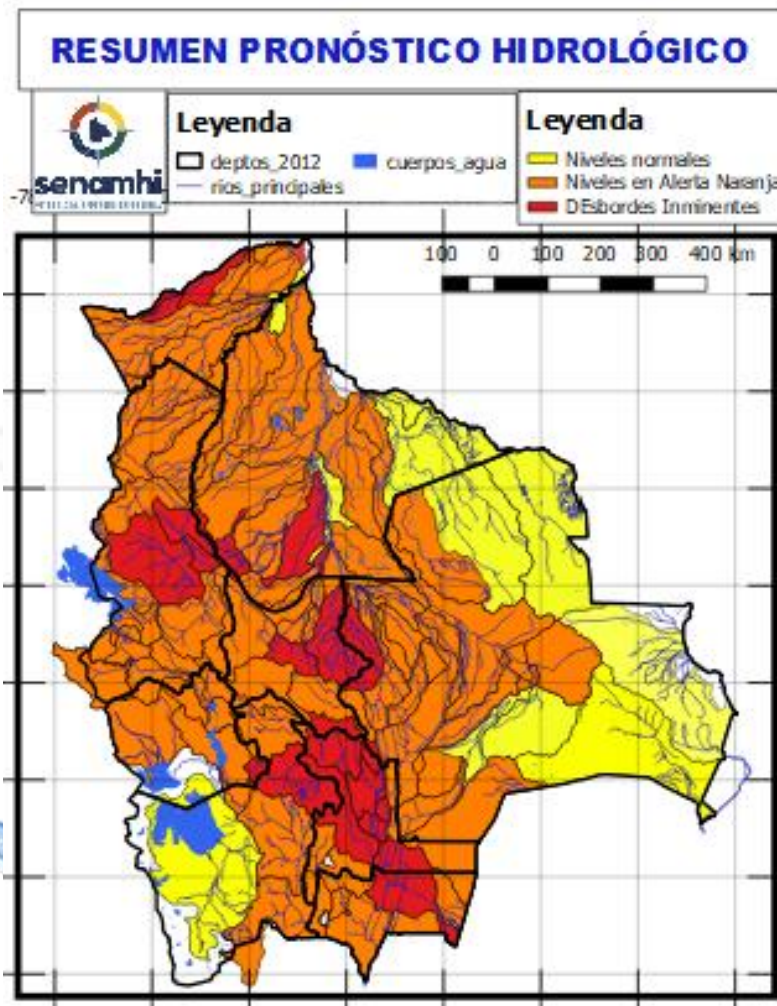 RESUMEN PRONÓSTICO HIDROLÓGICO
senamhi
Leyenda
deptos_2012
cuerpos_agua
rios_principales
Leyenda
Niveles normales
Niveles en Alerta Naranja
DEsbordes Inminentes
100 0 100 200 300 400 km